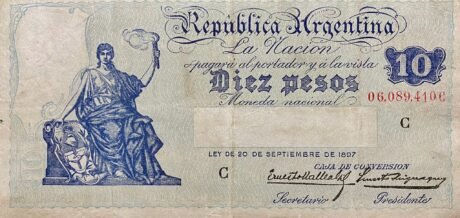 República Argentina
La Nación
pagará al portador y á la vista
Diez pesos
Moneda nacional
10
06.089.410C
C
LEY DE 20 DE SEPTIEMBRE DE 1897
C
CAJA DE CONVERSION
Secretario
Presidente